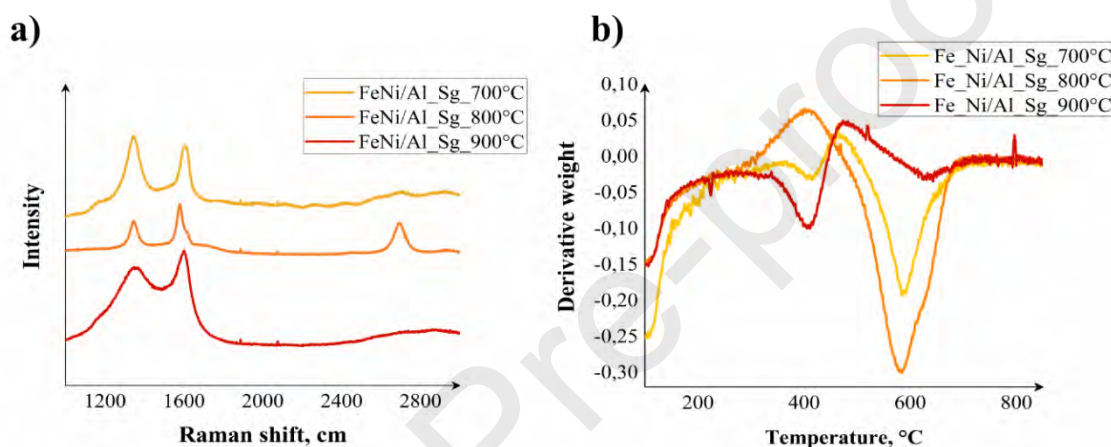 a)
FeNi/Al_Sg_700°C
FeNi/Al_Sg_800°C
FeNi/Al_Sg_900°C
Intensity
1200 1600 2000 2400 2800
Raman shift, cm
b)
Fe_Ni/Al_Sg_700°C
Fe_Ni/Al_Sg_800°C
Fe_Ni/Al_Sg_900°C
Derivative weight
0,10
0,05
0,00
-0,05
-0,10
-0,15
-0,20
-0,25
-0,30
200 400 600 800
Temperature, °C
Pre-proo